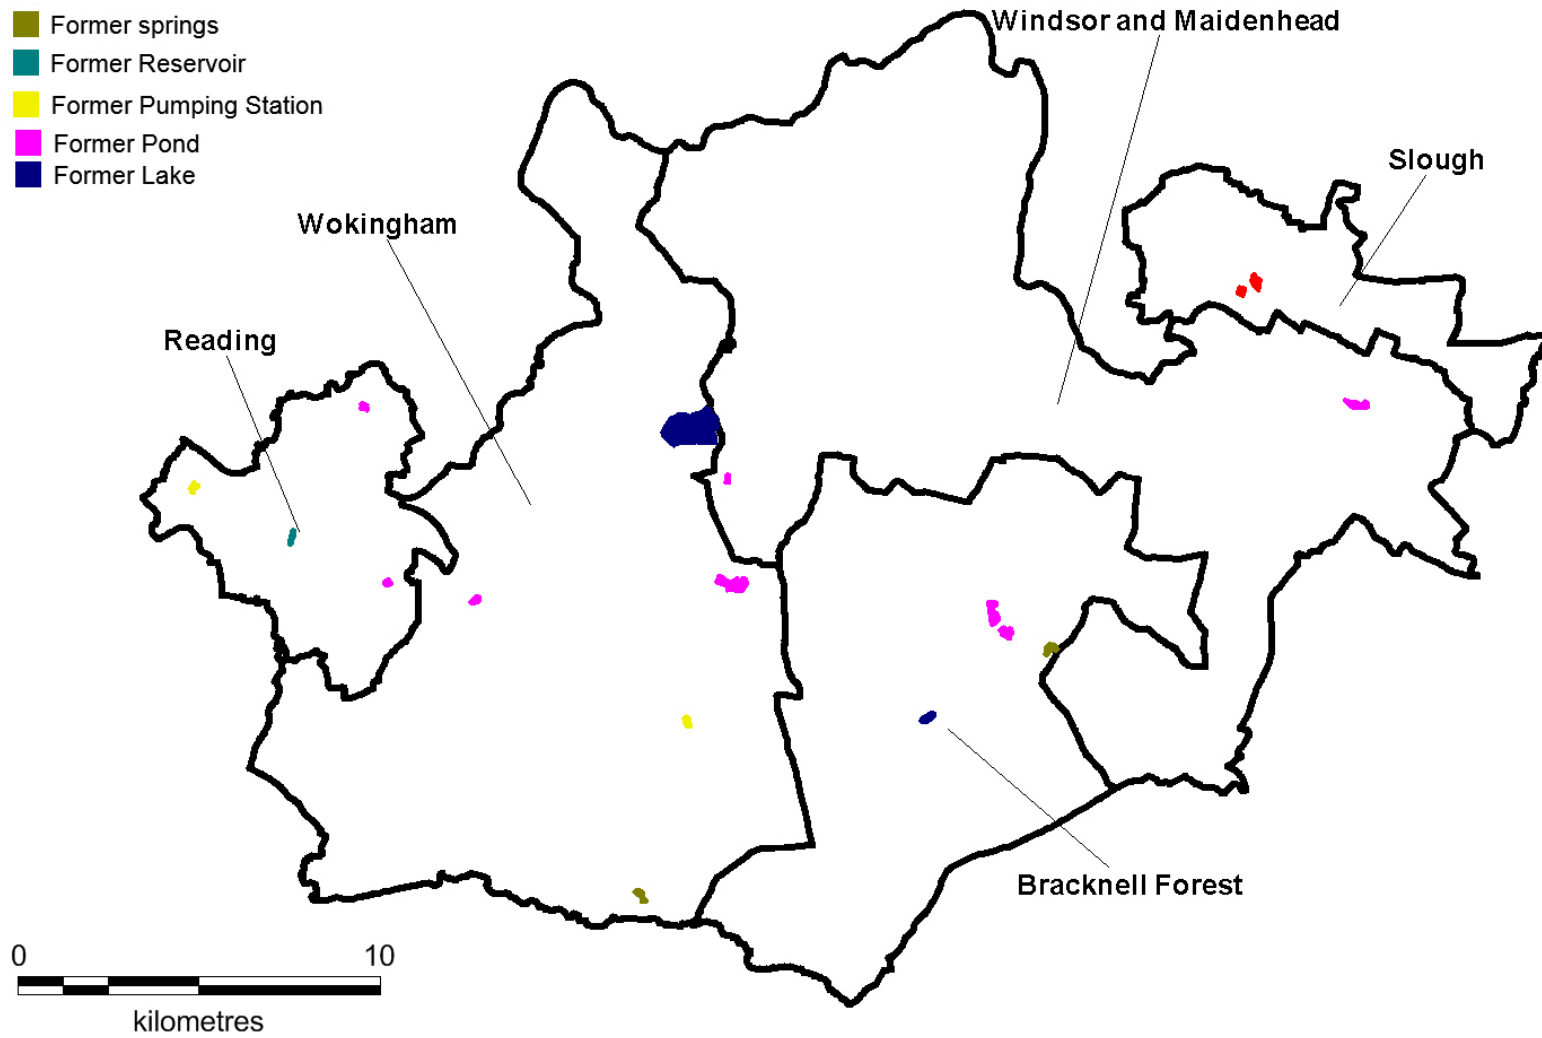 Former springs
Former Reservoir
Former Pumping Station
Former Pond
Former Lake
Windsor and Maidenhead
Slough
Wokingham
Reading
Bracknell Forest
0 10
kilometres